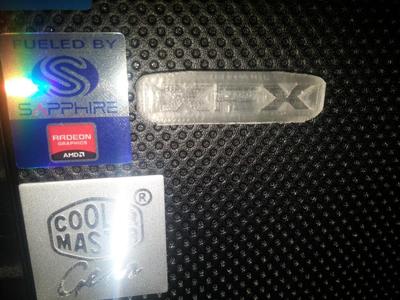 FUELED BY
S
SAPPHIRE
RADEON
GRAPHICS
AMD
XFX
COOLER
MASTER
®